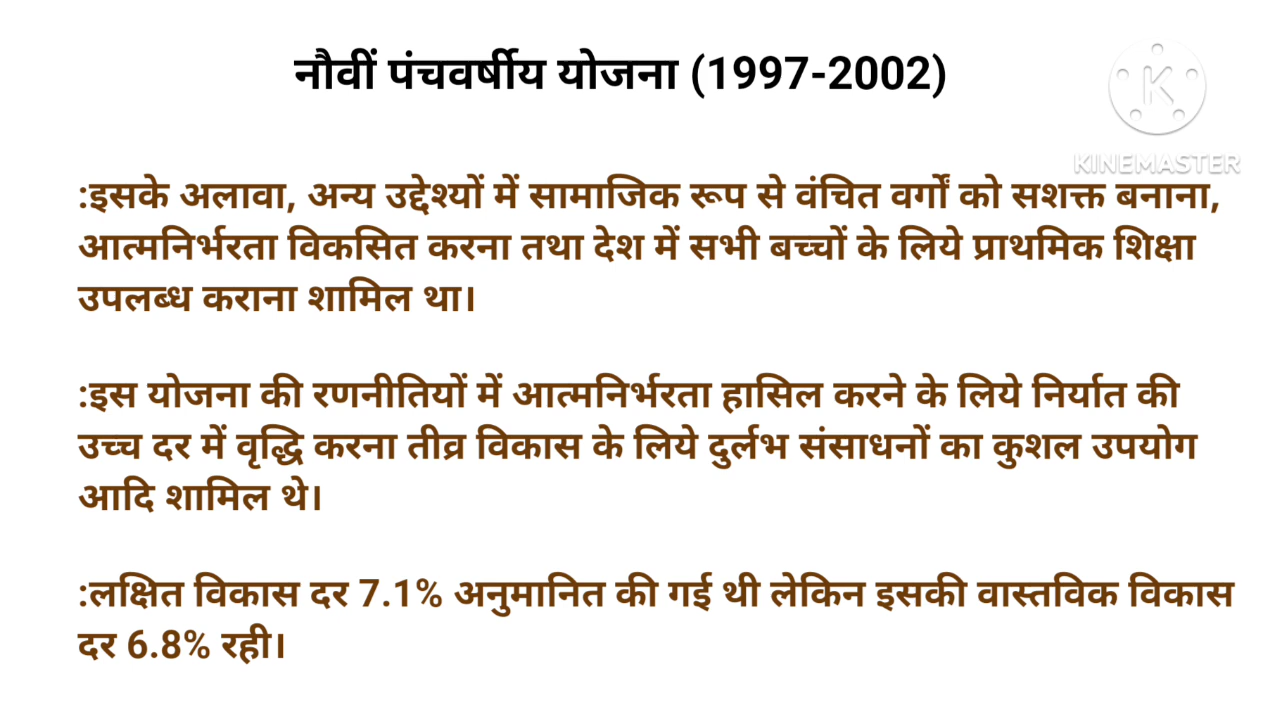 नौवीं पंचवर्षीय योजना (1997-2002)
K
KINEMASTER
:इसके अलावा, अन्य उद्देश्यों में सामाजिक रूप से वंचित वर्गों को सशक्त बनाना,
आत्मनिर्भरता विकसित करना तथा देश में सभी बच्चों के लिये प्राथमिक शिक्षा
उपलब्ध कराना शामिल था।
:इस योजना की रणनीतियों में आत्मनिर्भरता हासिल करने के लिये निर्यात की
उच्च दर में वृद्धि करना तीव्र विकास के लिये दुर्लभ संसाधनों का कुशल उपयोग
आदि शामिल थे।
:लक्षित विकास दर 7.1% अनुमानित की गई थी लेकिन इसकी वास्तविक विकास
दर 6.8% रही।